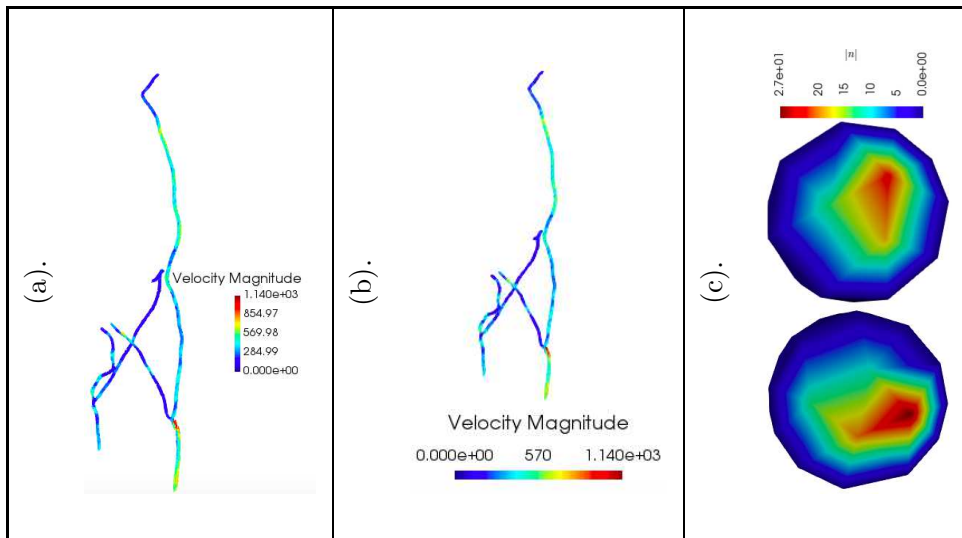 (a).
Velocity Magnitude
1.140e+03
854.97
569.98
284.99
0.000e+00
(b).
Velocity Magnitude
0.000e+00 570 1.140e+03
(c).
2.7e+01
20
15
10
5
0.0e+00
|u|